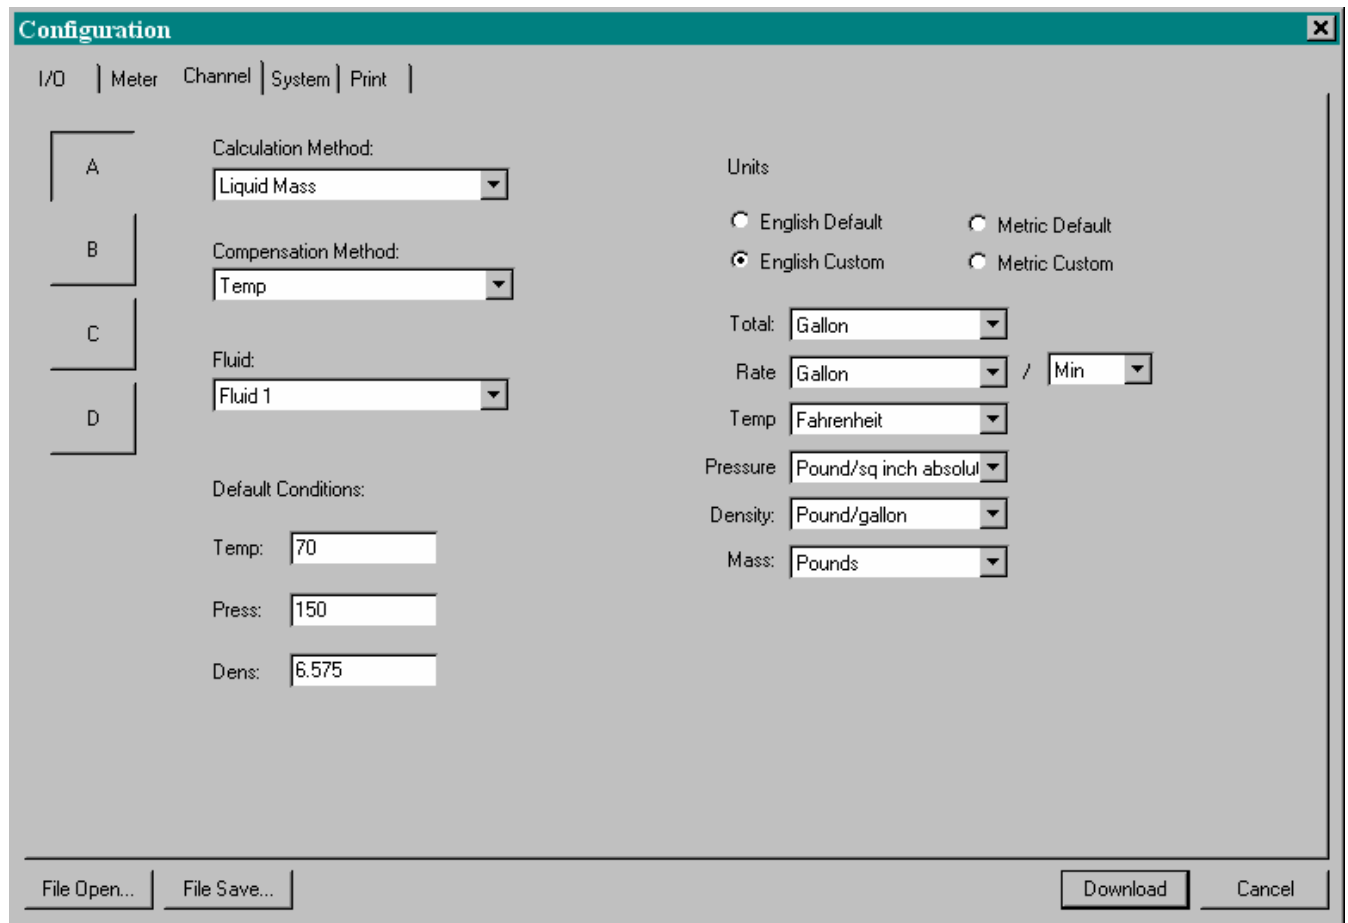 Configuration
I/O Meter Channel System Print
A
B
C
D
Calculation Method:
Liquid Mass
Compensation Method:
Temp
Fluid:
Fluid 1
Default Conditions:
Temp: 70
Press: 150
Dens: 6.575
Units
English Default Metric Default
English Custom Metric Custom
Total: Gallon
Rate Gallon / Min
Temp Fahrenheit
Pressure Pound/sq inch absolut
Density: Pound/gallon
Mass: Pounds
File Open... File Save... Download Cancel